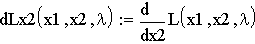 dLx2(x1 ,x2 ,λ) := d/dx2 L(x1 ,x2 ,λ)